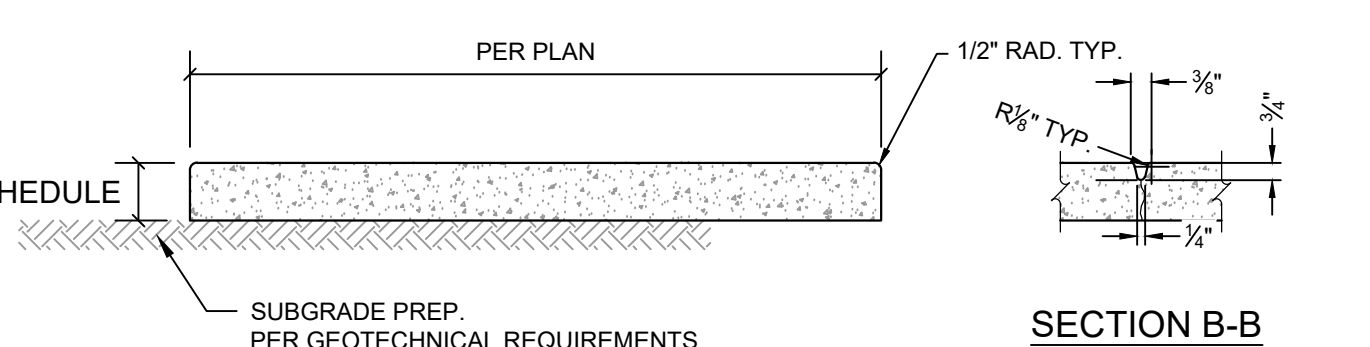 PER PLAN
1/2" RAD. TYP.
3/8"
3/4"
R1/8" TYP.
HEDULE
1/4"
SUBGRADE PREP.
PER GEOTECHNICAL REQUIREMENTS
SECTION B-B